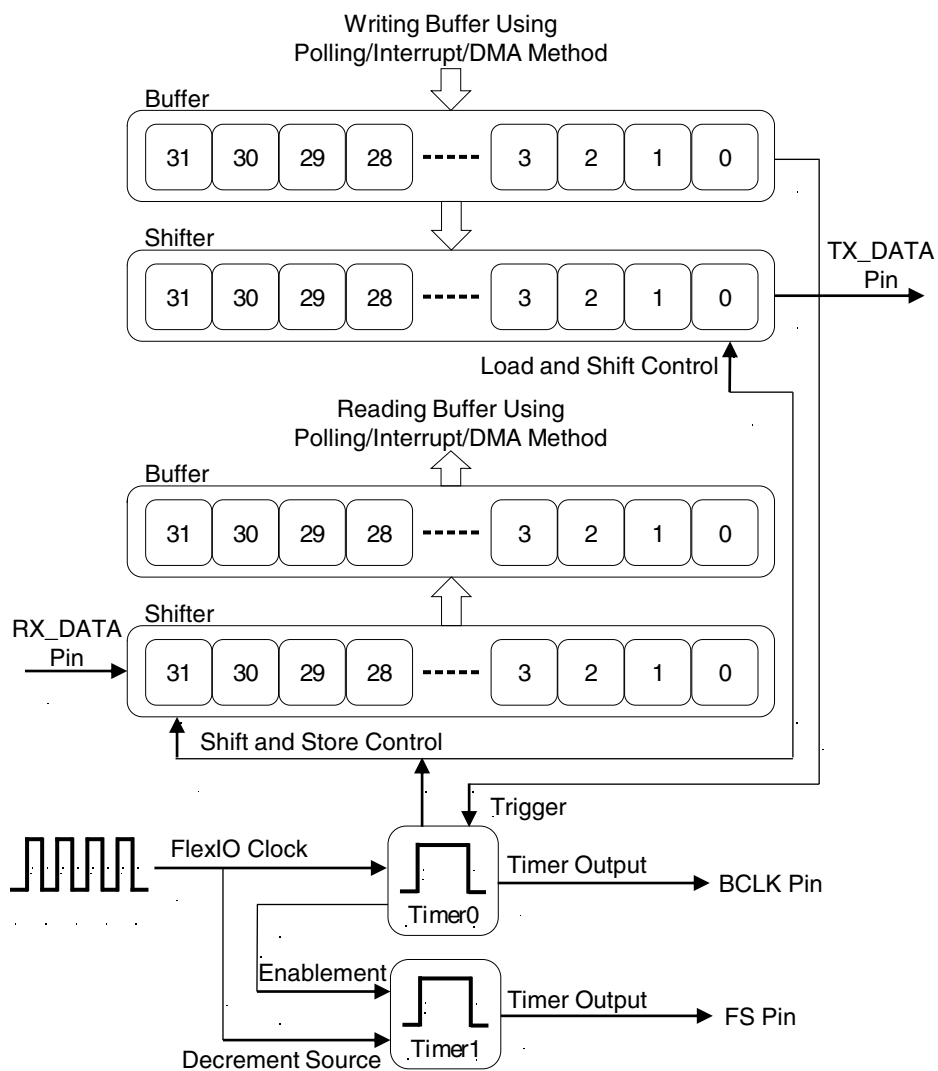 Writing Buffer Using
Polling/Interrupt/DMA Method
Buffer
31 30 29 28 3 2 1 0
Shifter
31 30 29 28 3 2 1 0
TX_DATA
Pin
Load and Shift Control
Reading Buffer Using
Polling/Interrupt/DMA Method
Buffer
31 30 29 28 3 2 1 0
Shifter
RX_DATA
Pin
31 30 29 28 3 2 1 0
Shift and Store Control
Trigger
FlexIO Clock
Timer0
Timer Output
BCLK Pin
Enablement
Timer1
Timer Output
FS Pin
Decrement Source